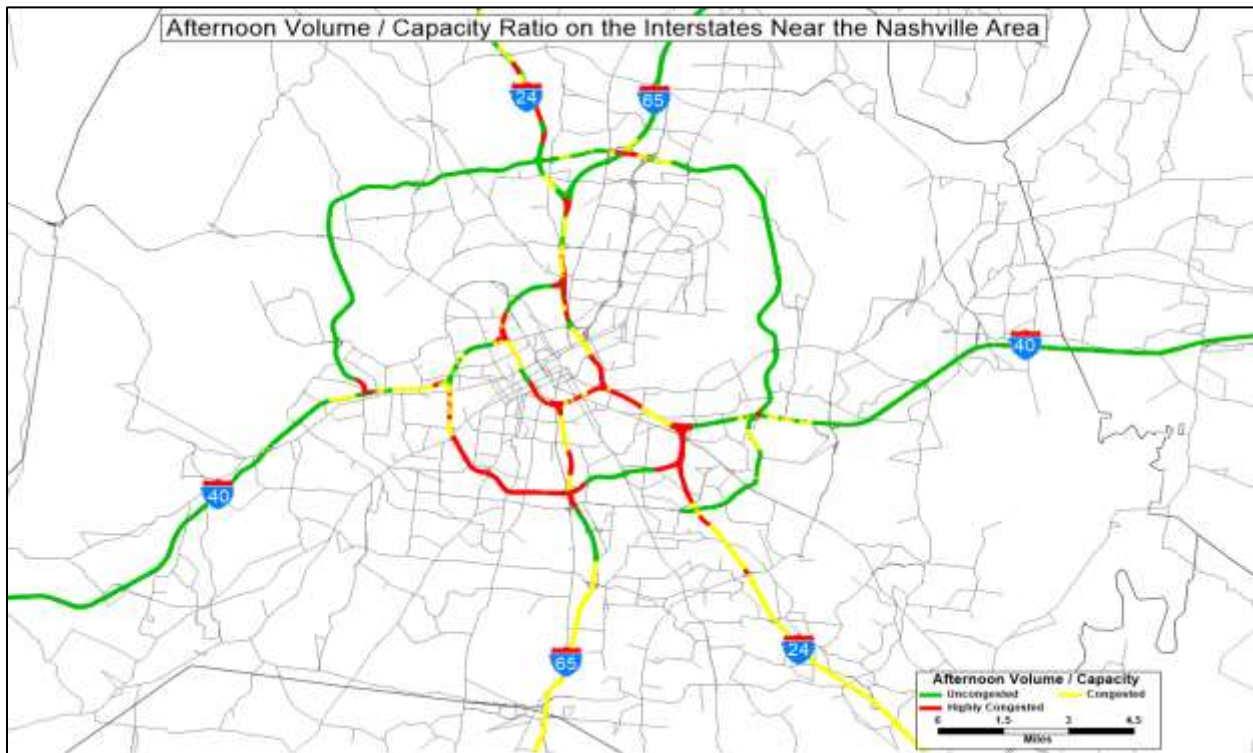 Afternoon Volume / Capacity Ratio on the Interstates Near the Nashville Area
24
65
40
40
65
24
Afternoon Volume / Capacity
Uncongested Congested
Highly Congested
0 1.5 3 4.5
Miles